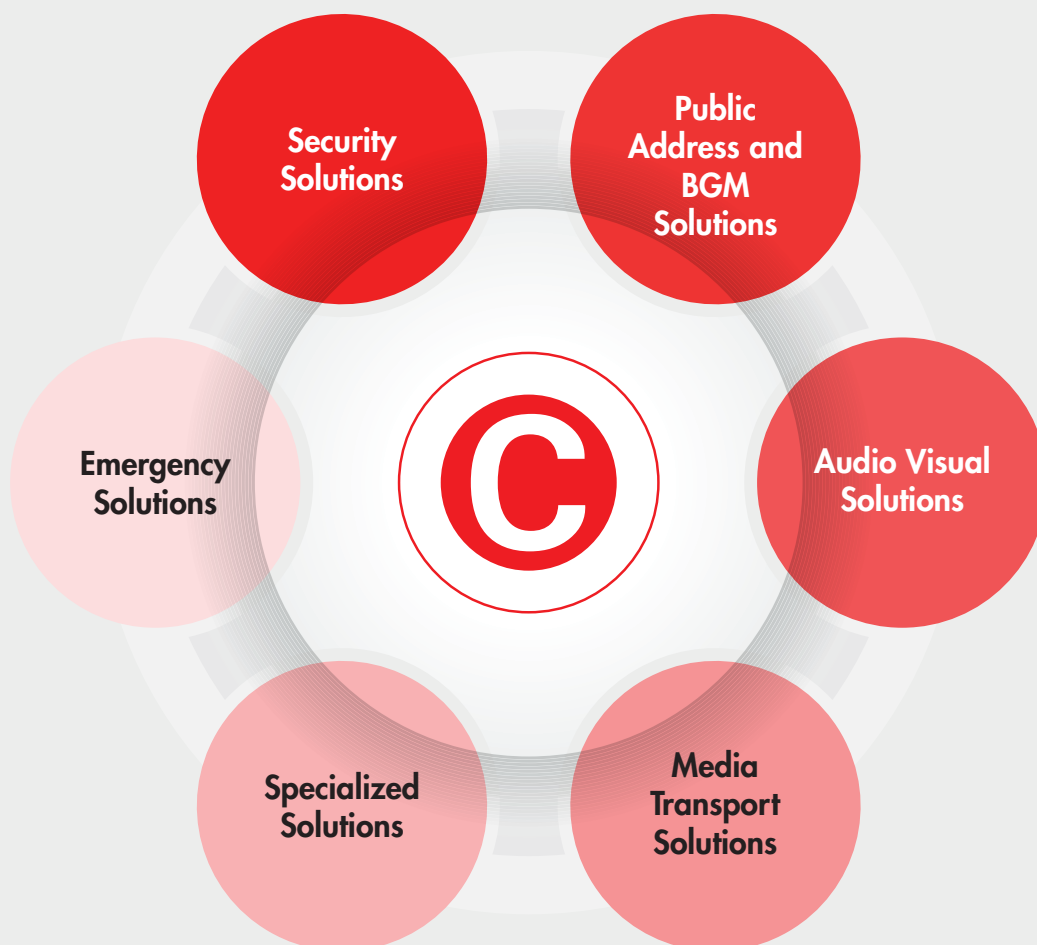 Security
Solutions
Public
Address and
BGM
Solutions
Audio Visual
Solutions
Media
Transport
Solutions
Specialized
Solutions
Emergency
Solutions
C